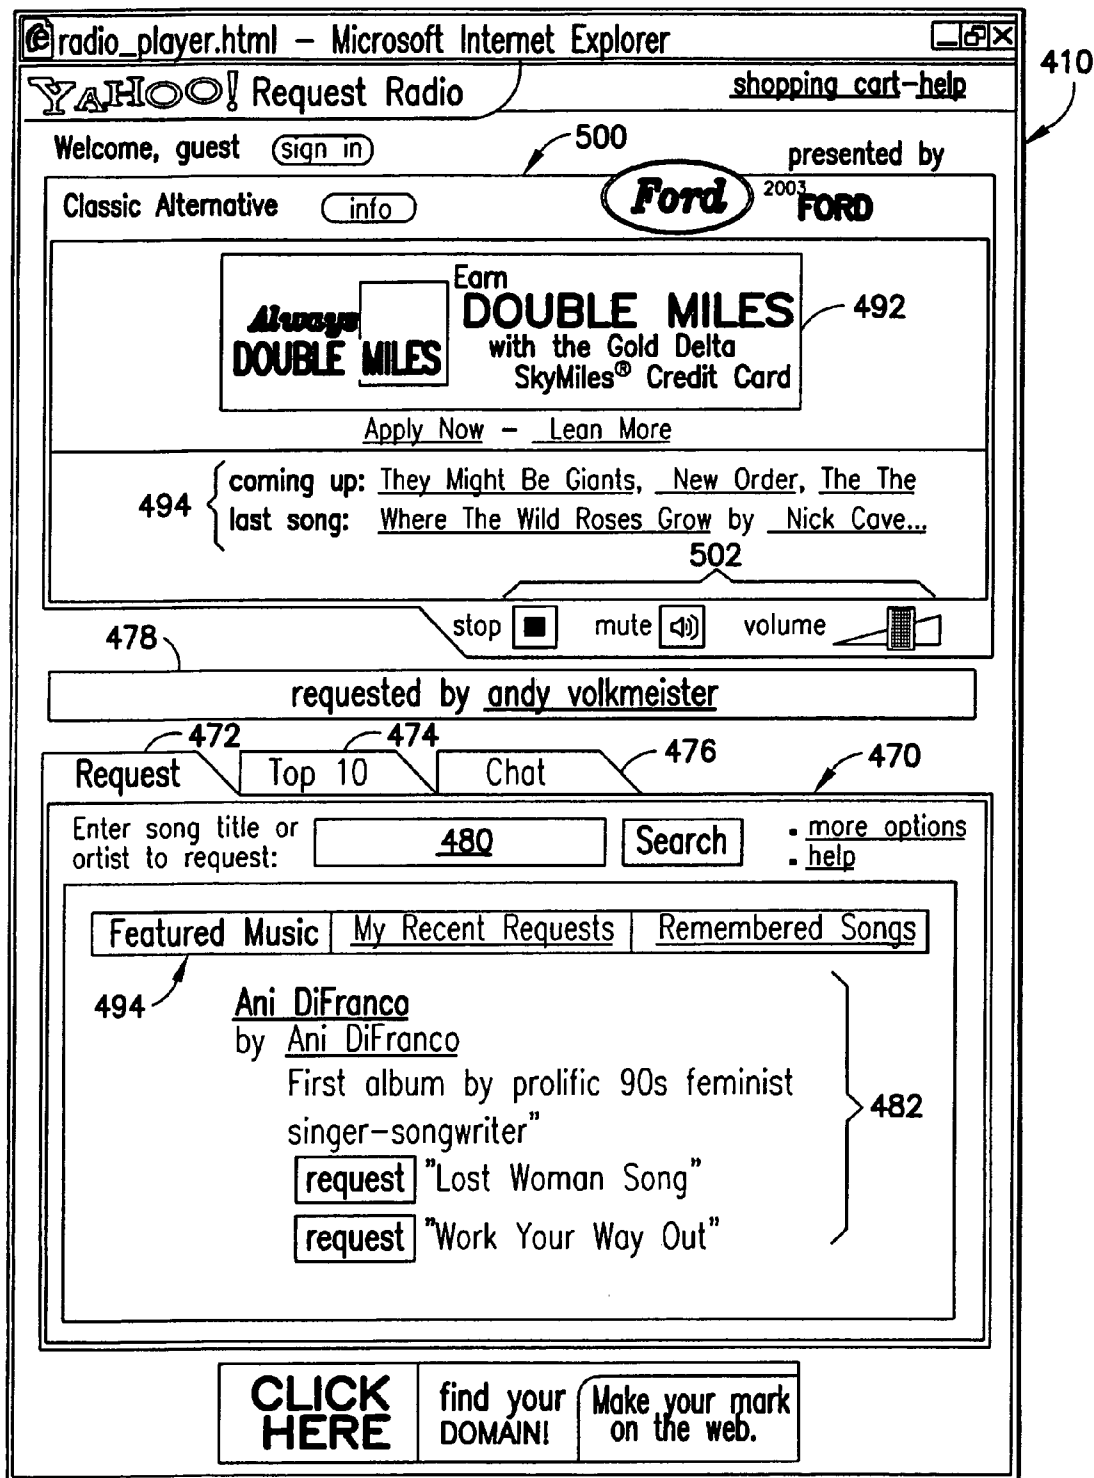 radio_player.html – Microsoft Internet Explorer
410
YAHOO! Request Radio
shopping cart-help
Welcome, guest sign in
500
presented by
Classic Alternative info
Ford 2003 FORD
Always DOUBLE MILES
Earn
DOUBLE MILES
with the Gold Delta
SkyMiles® Credit Card
492
Apply Now – Lean More
494
coming up: They Might Be Giants, New Order, The The
last song: Where The Wild Roses Grow by Nick Cave...
502
stop mute volume
478
requested by andy volkmeister
472 474 476 470
Request Top 10 Chat
Enter song title or
ortist to request:
480 Search
. more options
. help
Featured Music My Recent Requests Remembered Songs
494
Ani DiFranco
by Ani DiFranco
First album by prolific 90s feminist
singer-songwriter"
482
request "Lost Woman Song"
request "Work Your Way Out"
CLICK
HERE
find your
DOMAIN!
Make your mark
on the web.